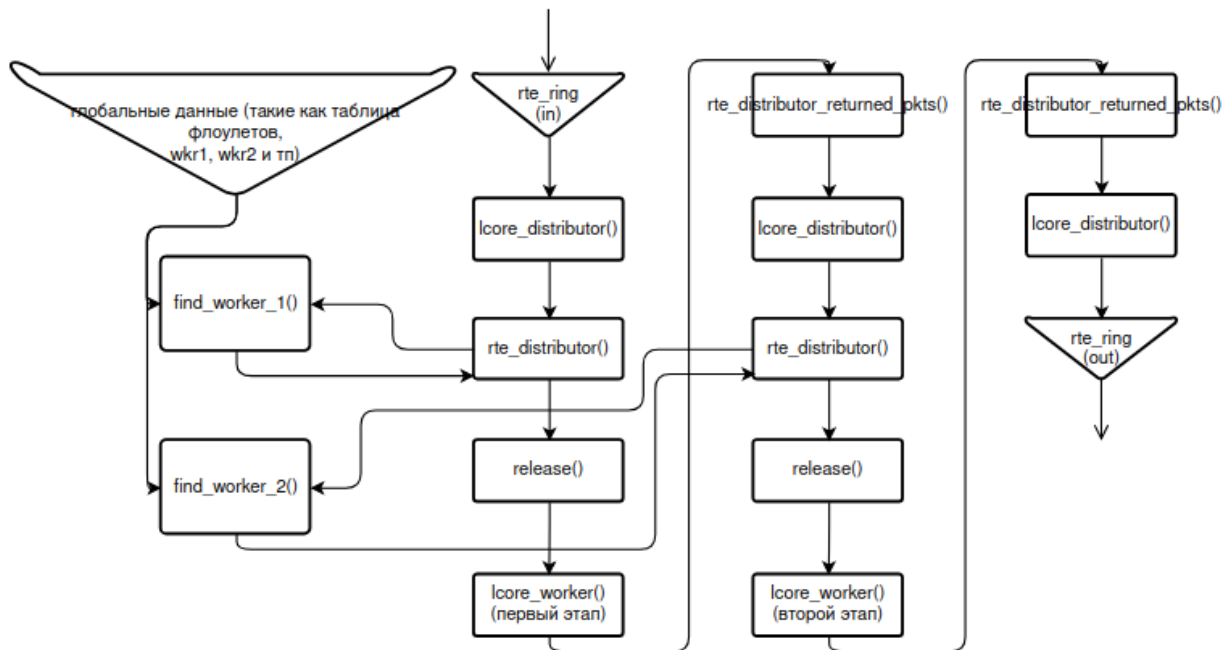 глобальные данные (такие как таблица
флоулетов,
wkr1, wkr2 и тп)
find_worker_1()
find_worker_2()
rte_ring
(in)
lcore_distributor()
rte_distributor()
release()
lcore_worker()
(первый этап)
rte_distributor_returned_pkts()
lcore_distributor()
rte_distributor()
release()
lcore_worker()
(второй этап)
rte_distributor_returned_pkts()
lcore_distributor()
rte_ring
(out)